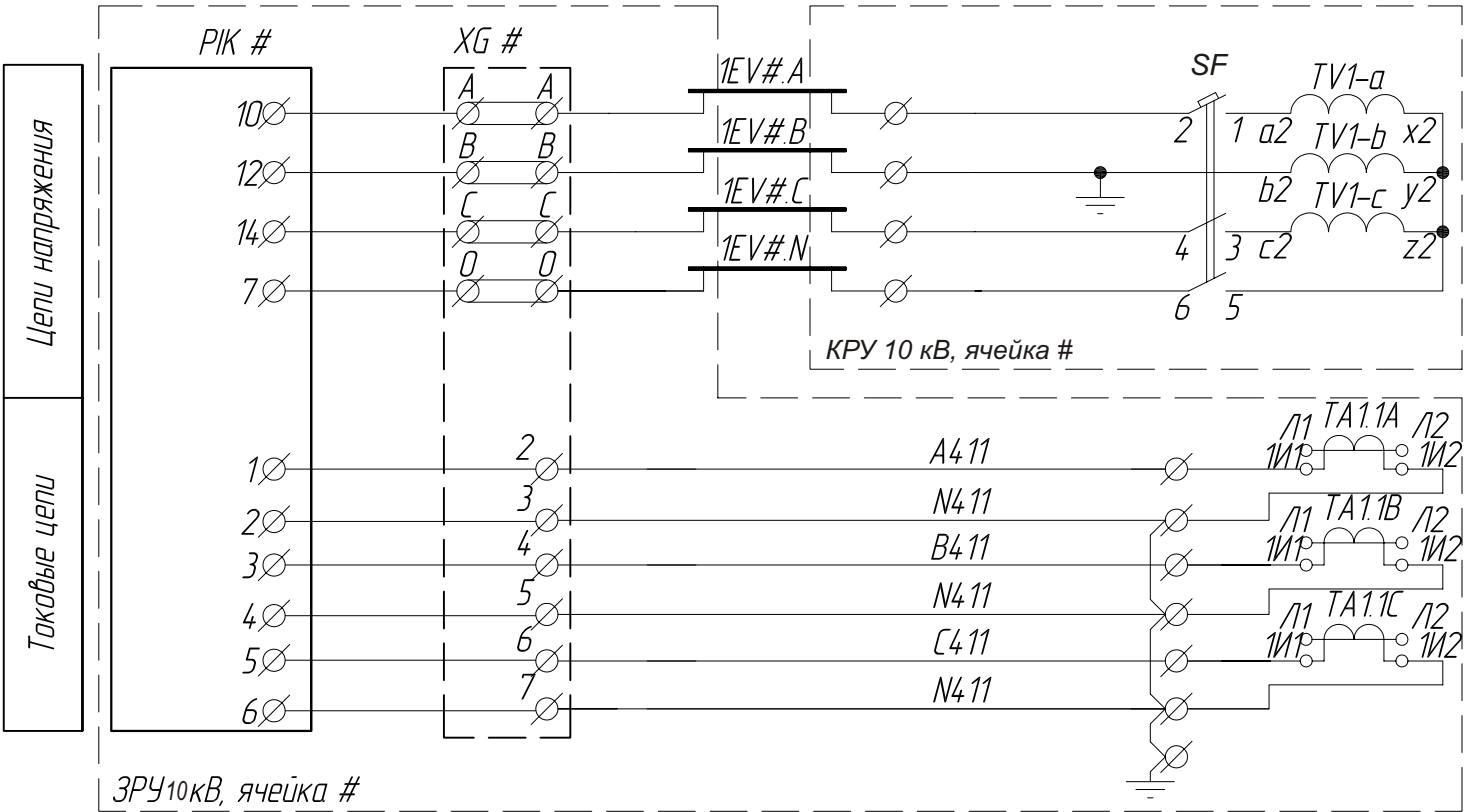 Цепи напряжения
Токовые цепи
PIK #
XG #
10
12
14
7
A A
B B
C C
0 0
1EV#.A
1EV#.B
1EV#.C
1EV#.N
SF
2 1
4 3
6 5
a2 TV1-a x2
b2 TV1-b y2
c2 TV1-c z2
КРУ 10 кВ, ячейка #
1
2
3
4
5
6
2
3
4
5
6
7
A411
N411
B411
N411
C411
N411
Л1 TA1.1A Л2
1И1 1И2
Л1 TA1.1B Л2
1И1 1И2
Л1 TA1.1C Л2
1И1 1И2
ЗРУ10кВ, ячейка #